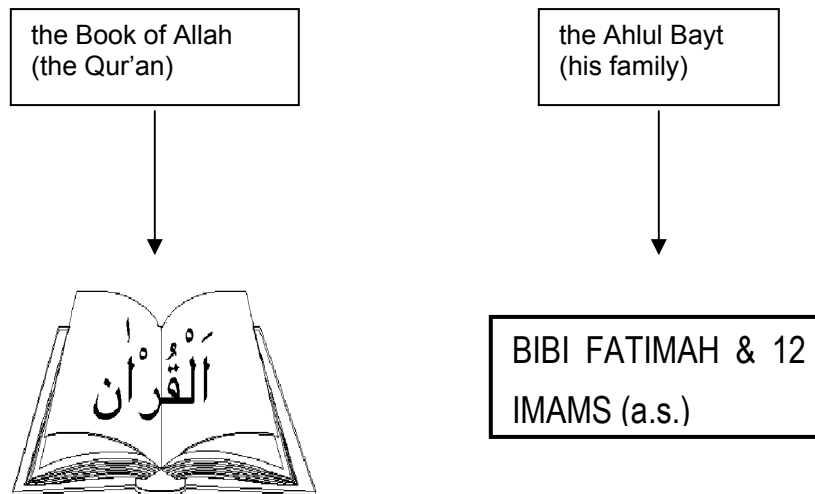 the Book of Allah
(the Qur’an)
the Ahlul Bayt
(his family)
اَلْقُرْاٰن
BIBI FATIMAH & 12
IMAMS (a.s.)